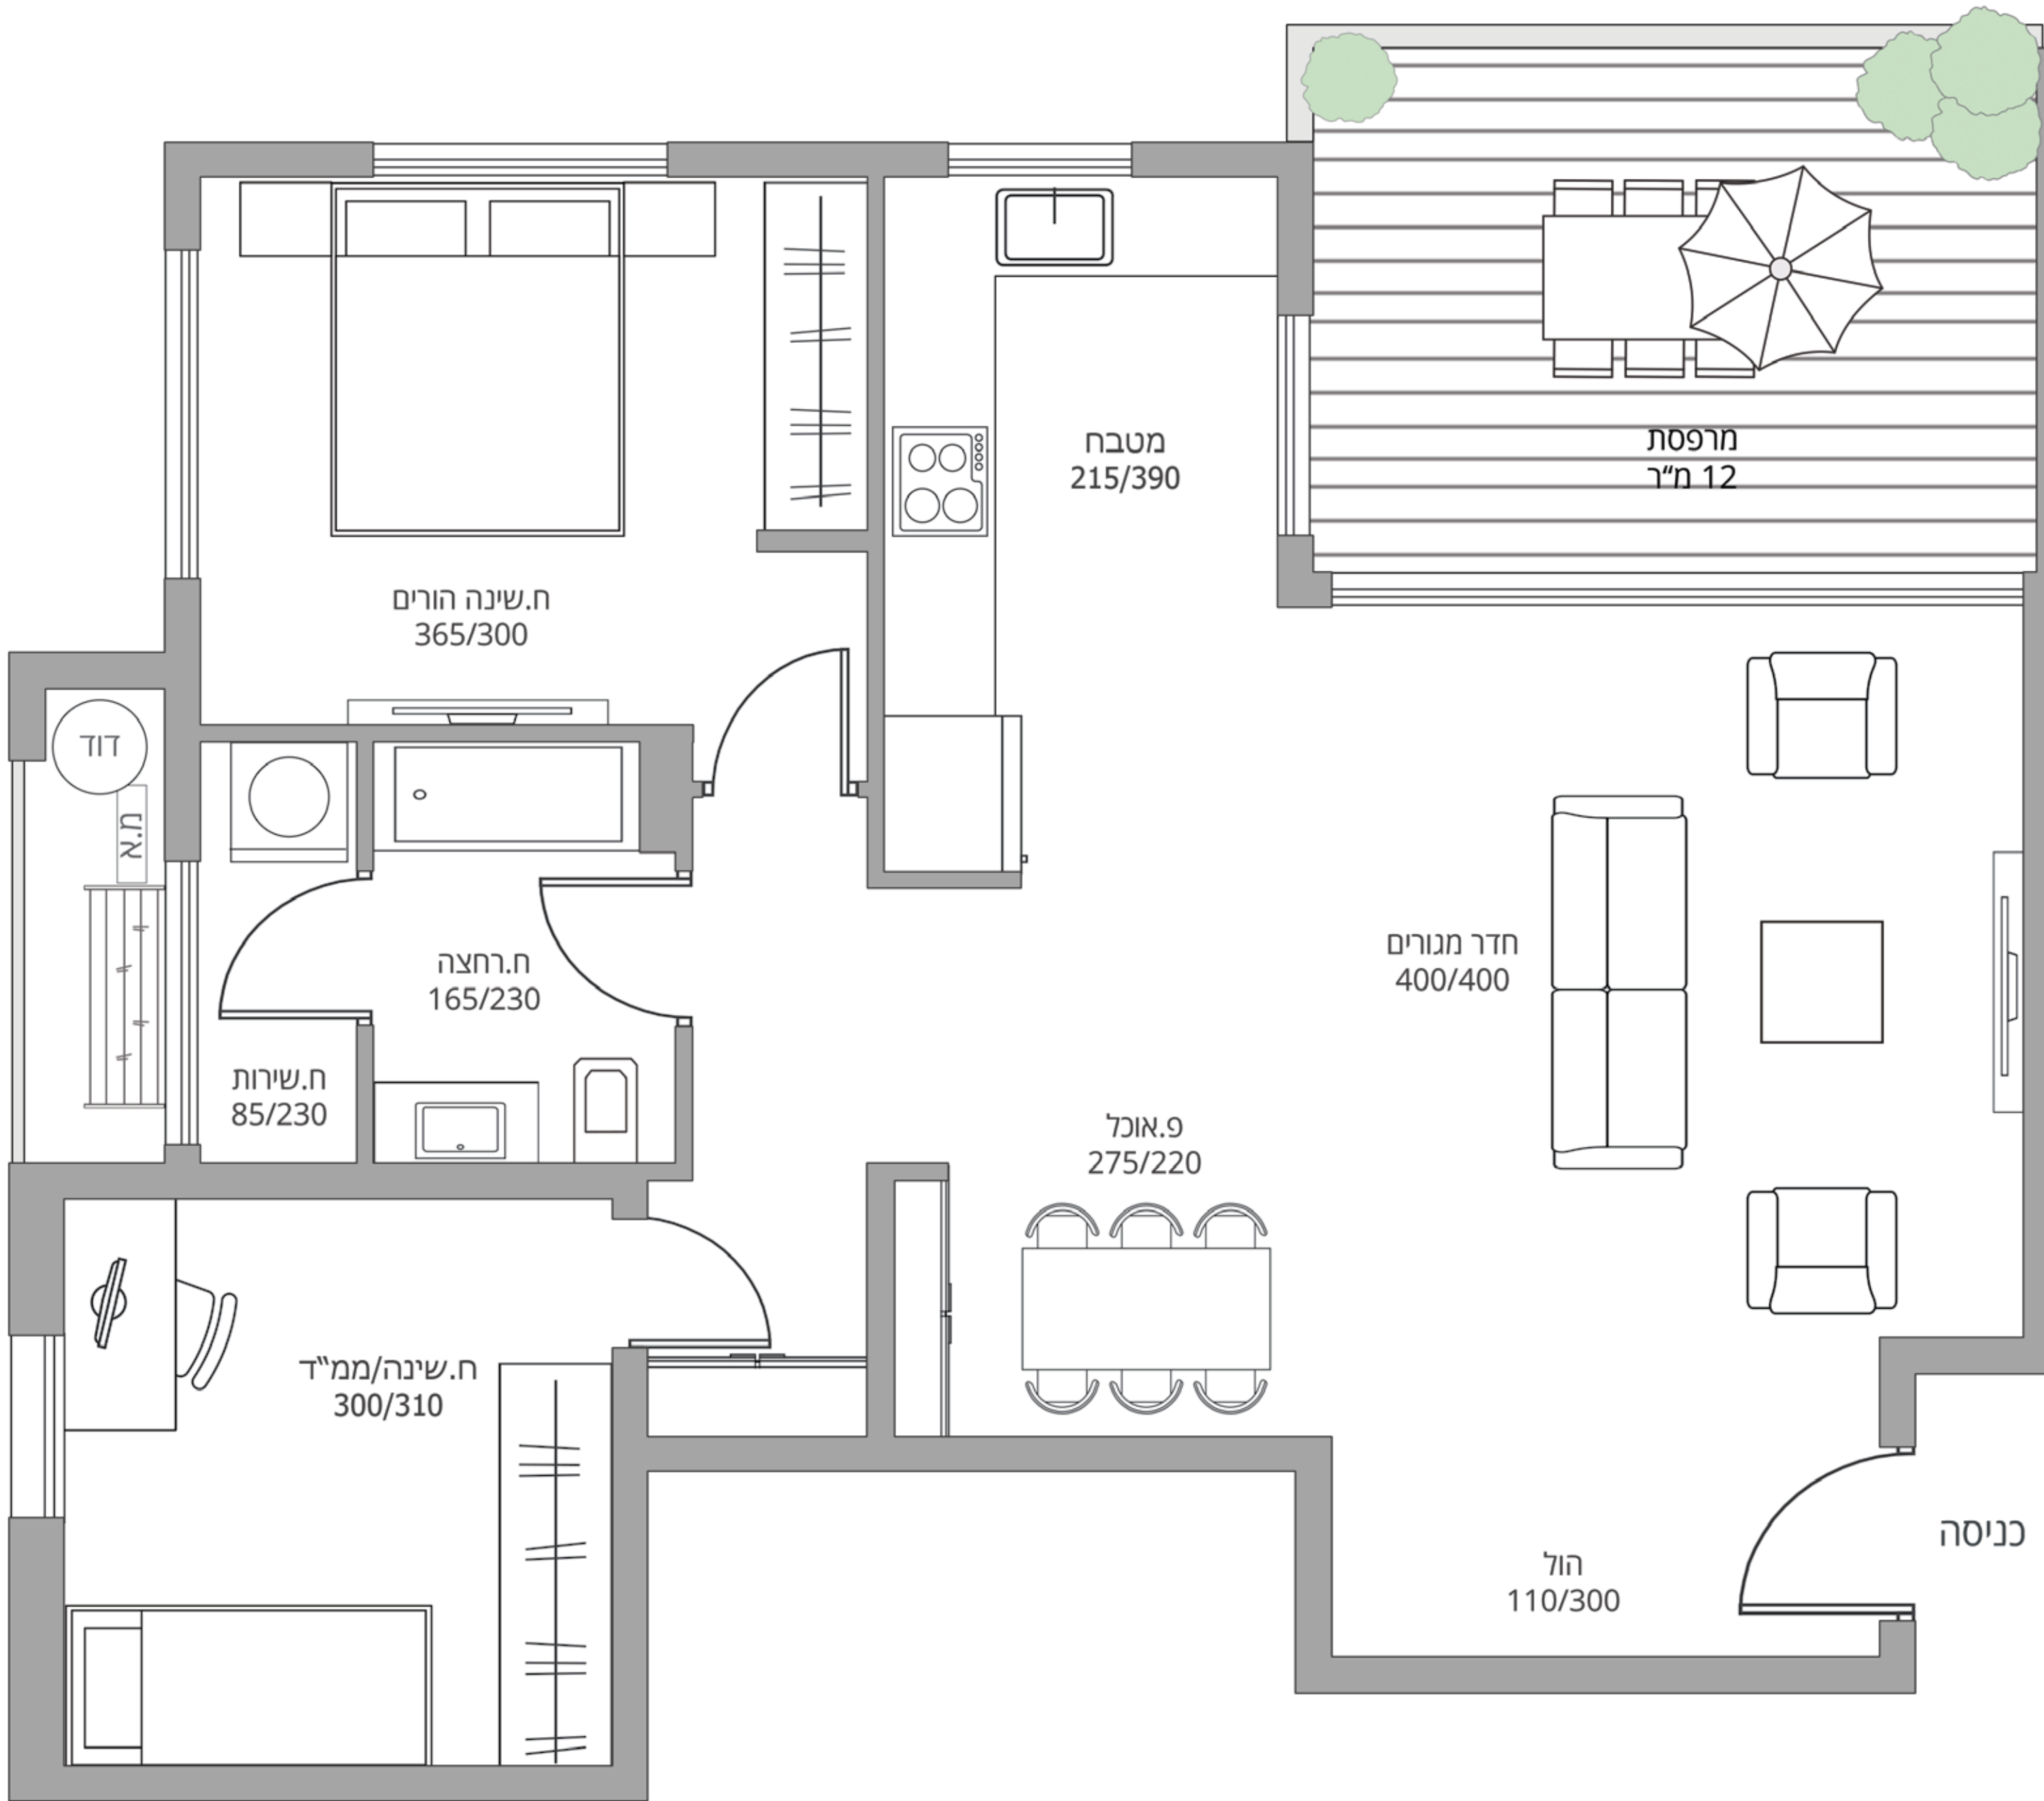 מרפסת
12 מ״ר
מטבח
215/390
ח.שינה הורים
365/300
דוד
מ.א
חדר מגורים
400/400
ח.רחצה
165/230
ח.שירות
85/230
פ.אוכל
275/220
ח.שינה/ממ״ד
300/310
כניסה
הול
110/300